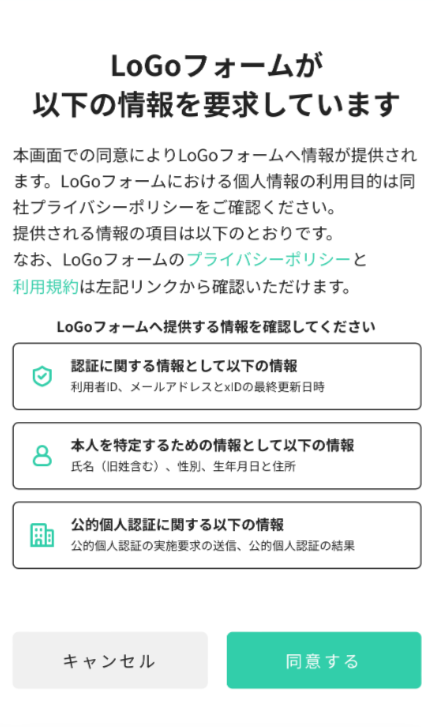 LoGoフォームが
以下の情報を要求しています
本画面での同意によりLoGoフォームへ情報が提供され
ます。LoGoフォームにおける個人情報の利用目的は同
社プライバシーポリシーをご確認ください。
提供される情報の項目は以下のとおりです。
なお、LoGoフォームのプライバシーポリシーと
利用規約は左記リンクから確認いただけます。
LoGoフォームへ提供する情報を確認してください
認証に関する情報として以下の情報
利用者ID、メールアドレスとxIDの最終更新日時
本人を特定するための情報として以下の情報
氏名（旧姓含む）、性別、生年月日と住所
公的個人認証に関する以下の情報
公的個人認証の実施要求の送信、公的個人認証の結果
キャンセル
同意する